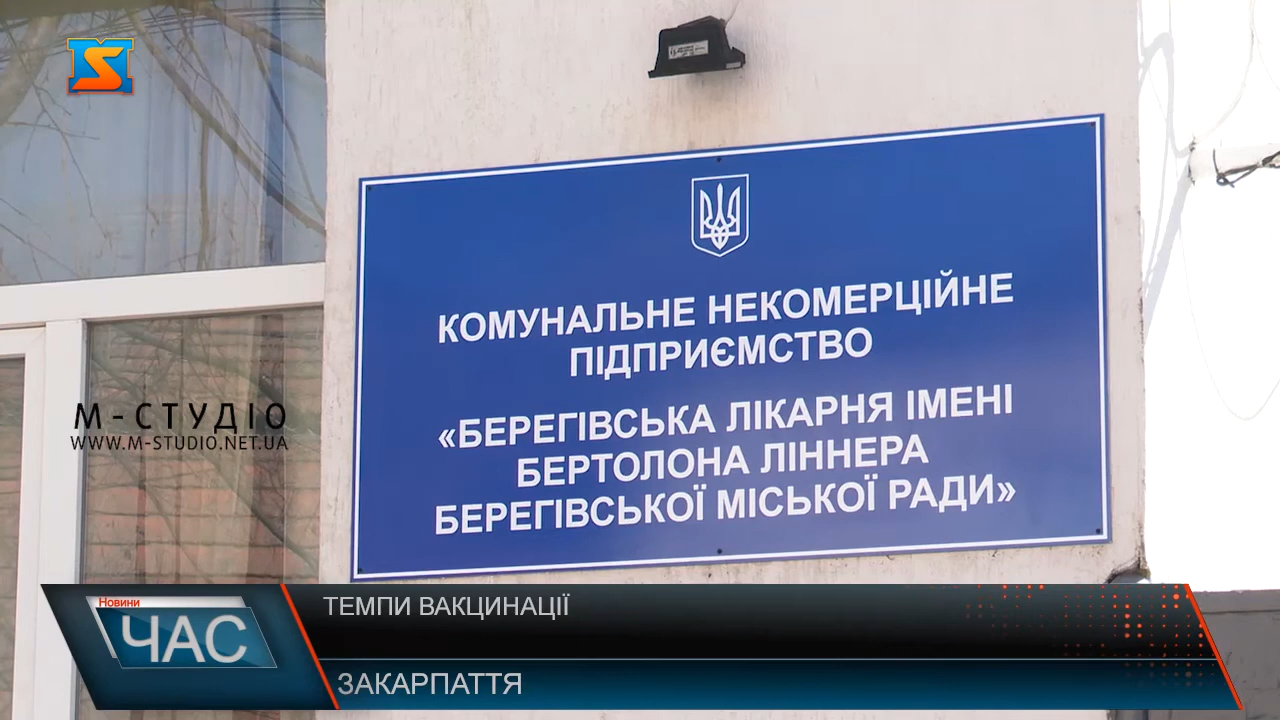 КОМУНАЛЬНЕ НЕКОМЕРЦІЙНЕ
ПІДПРИЄМСТВО
«БЕРЕГІВСЬКА ЛІКАРНЯ ІМЕНІ
БЕРТОЛОНА ЛІННЕРА
БЕРЕГІВСЬКОЇ МІСЬКОЇ РАДИ»
М-СТУДІО
WWW.M-STUDIO.NET.UA
Новини
ЧАС
ТЕМПИ ВАКЦИНАЦІЇ
ЗАКАРПАТТЯ